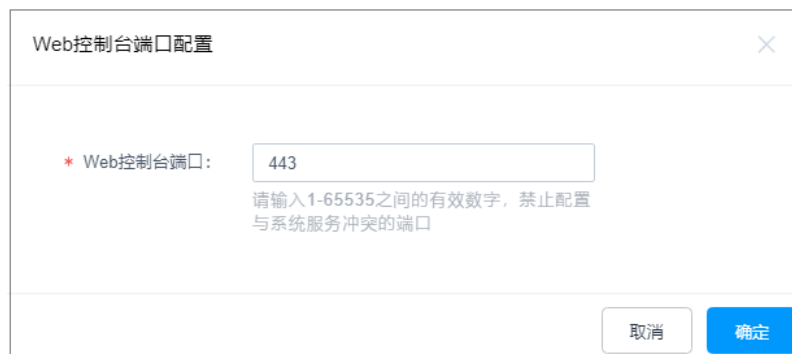 Web控制台端口配置
* Web控制台端口：
443
请输入1-65535之间的有效数字，禁止配置
与系统服务冲突的端口
取消
确定